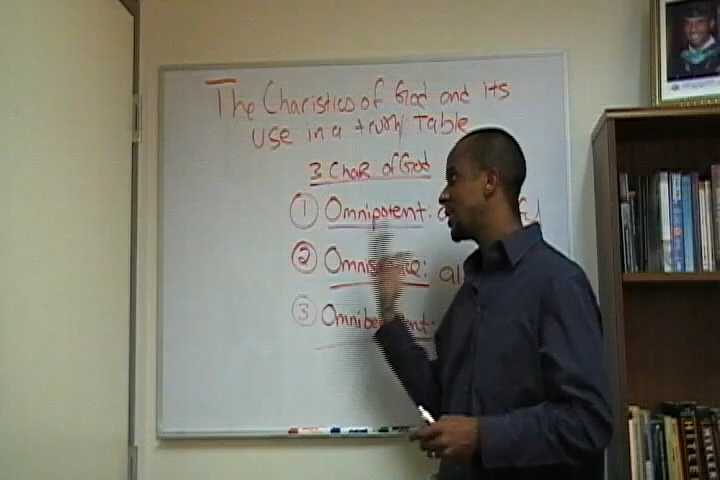 The Charistics of God and its
use in a truth Table
3 Char of God
① Omnipotent:
② Omniscience: al
③ Omnibenevolent:
HITLER